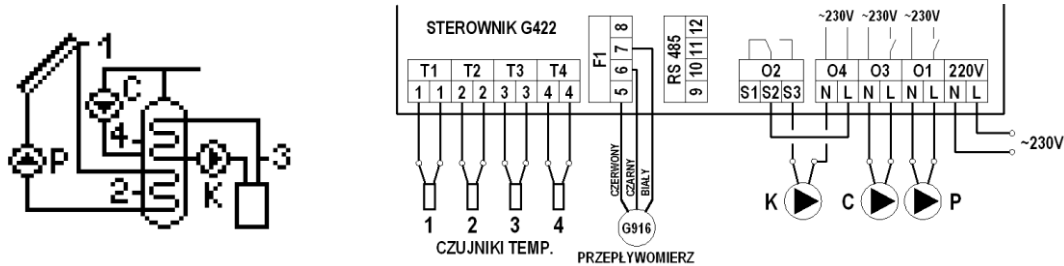 1
C
4
P
3
2
K
STEROWNIK G422
T1 T2 T3 T4
1 1 2 2 3 3 4 4
F1
5 6 7 8
RS 485
9 10 11 12
~230V ~230V ~230V
O2 O4 O3 O1 220V
S1 S2 S3 N L N L N L N L
~230V
CZERWONY
CZARNY
BIAŁY
1 2 3 4
CZUJNIKI TEMP.
G916
PRZEPŁYWOMIERZ
K C P